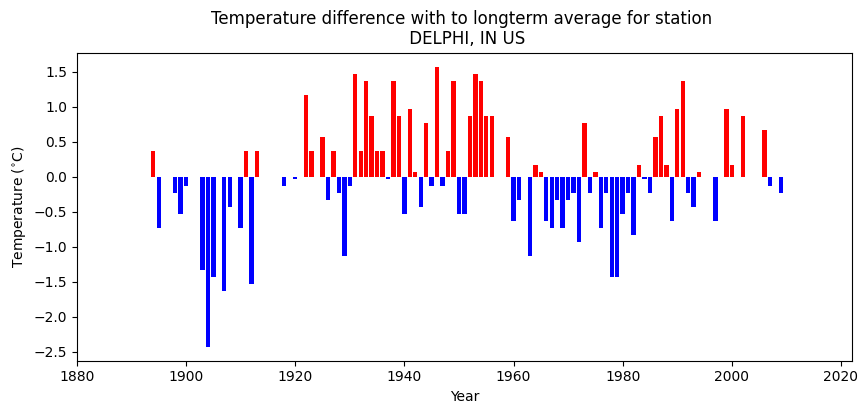 Temperature difference with to longterm average for station
DELPHI, IN US
1.5
1.0
0.5
0.0
−0.5
−1.0
−1.5
−2.0
−2.5
Temperature (°C)
1880 1900 1920 1940 1960 1980 2000 2020
Year